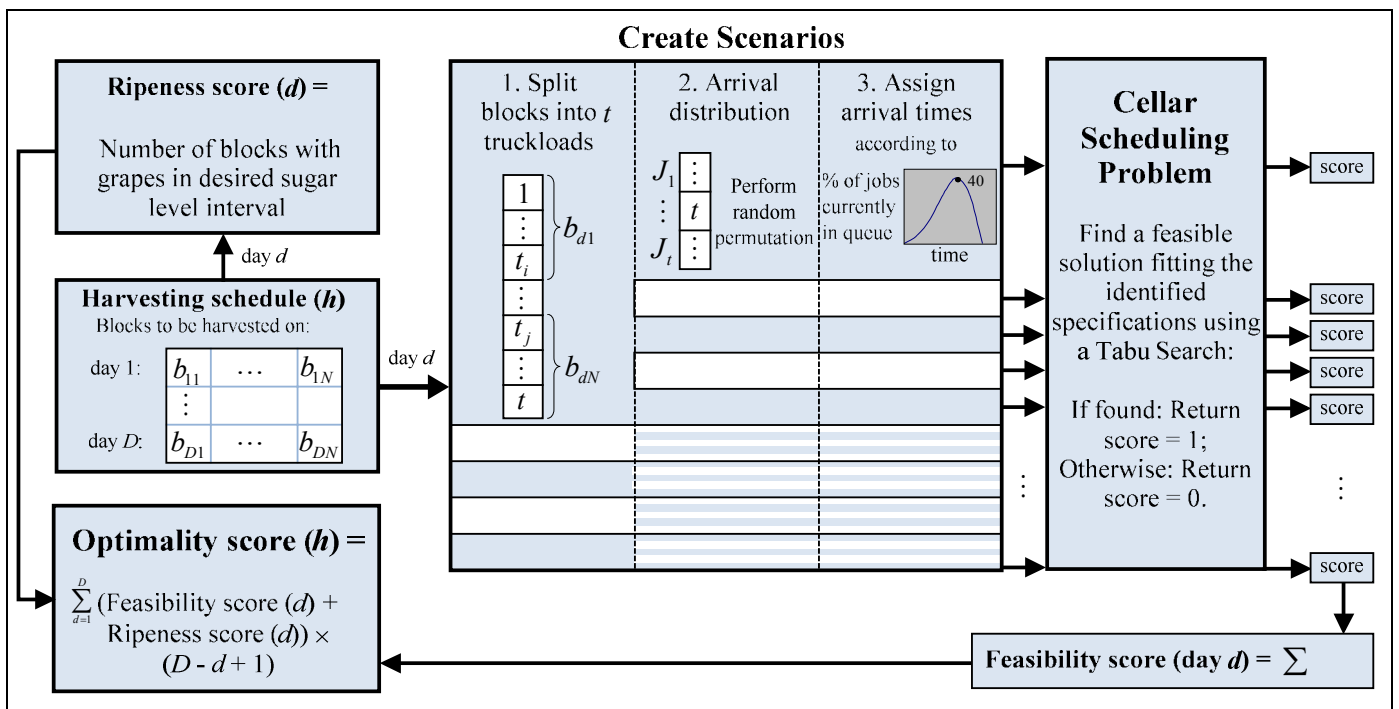 Create Scenarios
Ripeness score (d) =
Number of blocks with
grapes in desired sugar
level interval
day d
Harvesting schedule (h)
Blocks to be harvested on:
day 1:
b11 ⋯ b1N
⋮
day D:
bD1 ⋯ bDN
day d
Optimality score (h) =
D
∑ (Feasibility score (d) +
d=1
Ripeness score (d)) ×
(D - d + 1)
1. Split
blocks into t
truckloads
1
⋮
ti
bd1
⋮
tj
⋮
t
bdN
2. Arrival
distribution
J1 ⋮
⋮ t
Jt ⋮
Perform
random
permutation
3. Assign
arrival times
according to
% of jobs
currently
in queue
40
time
⋮
Cellar
Scheduling
Problem
Find a feasible
solution fitting the
identified
specifications using
a Tabu Search:
If found: Return
score = 1;
Otherwise: Return
score = 0.
score
score
score
score
score
⋮
score
Feasibility score (day d) = ∑